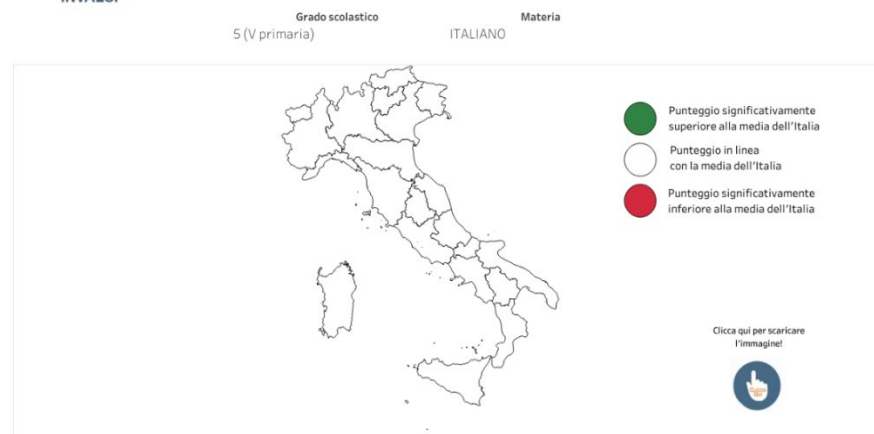 Grado scolastico
Materia
5 (V primaria)
ITALIANO
Punteggio significativamente
superiore alla media dell'Italia
Punteggio in linea
con la media dell'Italia
Punteggio significativamente
inferiore alla media dell'Italia
Clicca qui per scaricare
l'immagine!